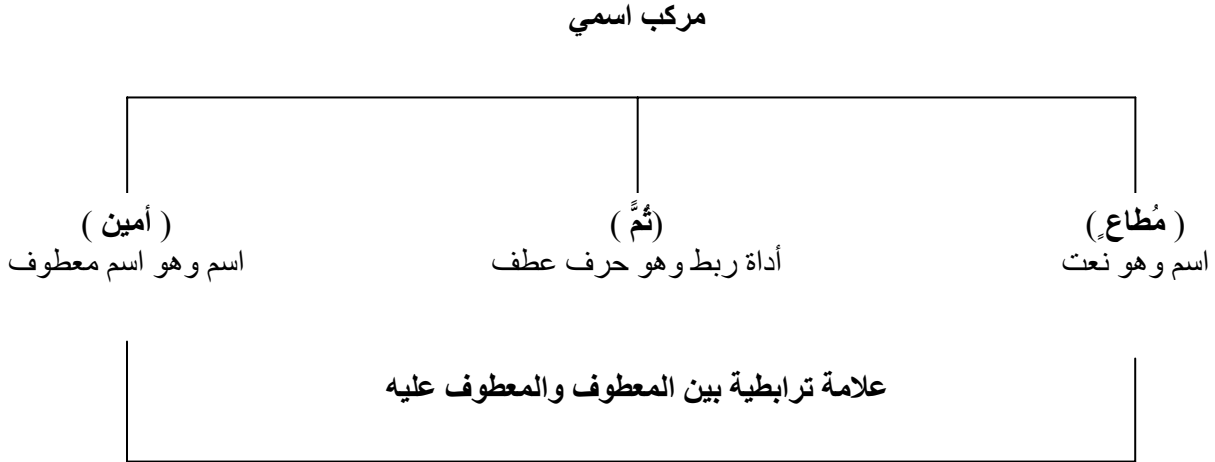 مركب اسمي
( مُطاعٍ )
(ثُمًّ )
( أمين )
اسم وهو نعت
أداة ربط وهو حرف عطف
اسم وهو اسم معطوف
علامة ترابطية بين المعطوف والمعطوف عليه